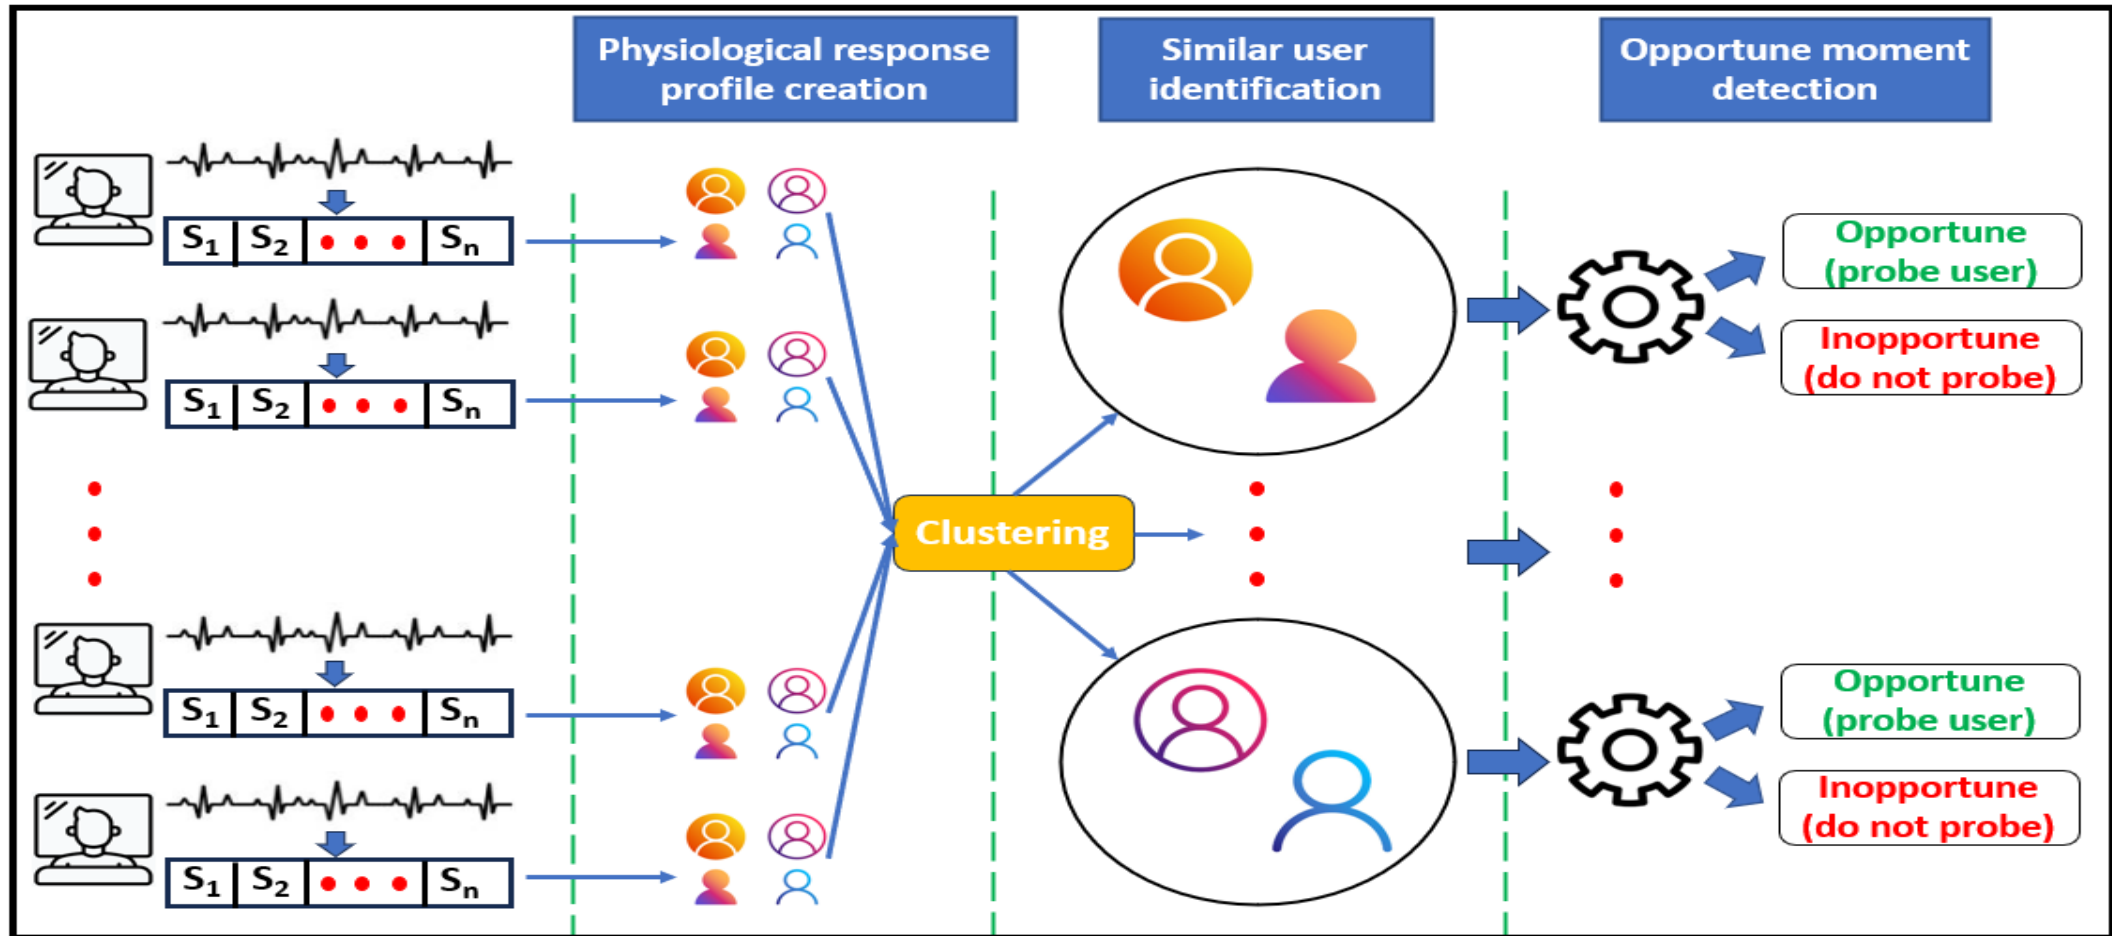 Physiological response
profile creation
Similar user
identification
Opportune moment
detection
S1 S2 Sn
S1 S2 Sn
S1 S2 Sn
S1 S2 Sn
Clustering
Opportune
(probe user)
Inopportune
(do not probe)
Opportune
(probe user)
Inopportune
(do not probe)